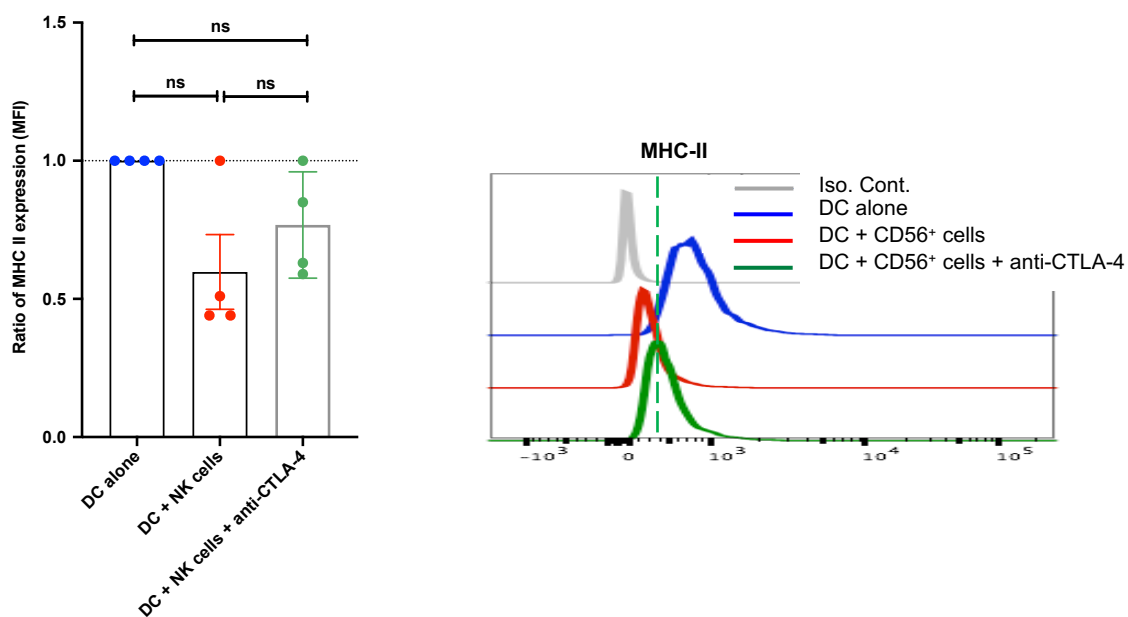 Ratio of MHC II expression (MFI)
1.5
1.0
0.5
0.0
ns
ns
ns
DC alone
DC + NK cells
DC + NK cells + anti-CTLA-4
MHC-II
Iso. Cont.
DC alone
DC + CD56⁺ cells
DC + CD56⁺ cells + anti-CTLA-4
-10³ 0 10³ 10⁴ 10⁵